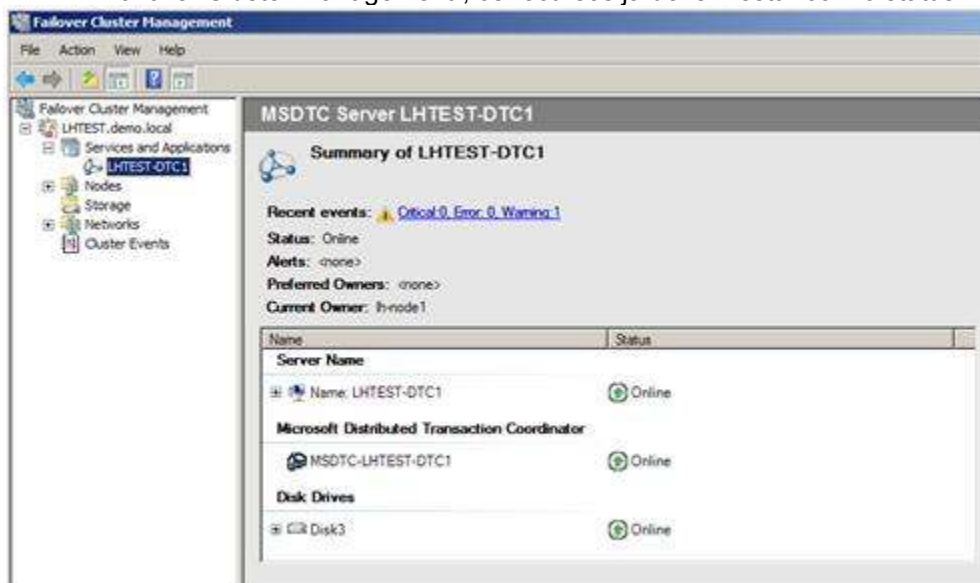 Failover Cluster Management
File Action View Help
Failover Cluster Management
LHTEST.demo.local
Services and Applications
LHTEST-DTC1
Nodes
Storage
Networks
Cluster Events
MSDTC Server LHTEST-DTC1
Summary of LHTEST-DTC1
Recent events: Critical:0, Error: 0, Warning:1
Status: Online
Alerts: <none>
Preferred Owners: <none>
Current Owner: lh-node1
Name Status
Server Name
Name: LHTEST-DTC1 Online
Microsoft Distributed Transaction Coordinator
MSDTC-LHTEST-DTC1 Online
Disk Drives
Disk3 Online